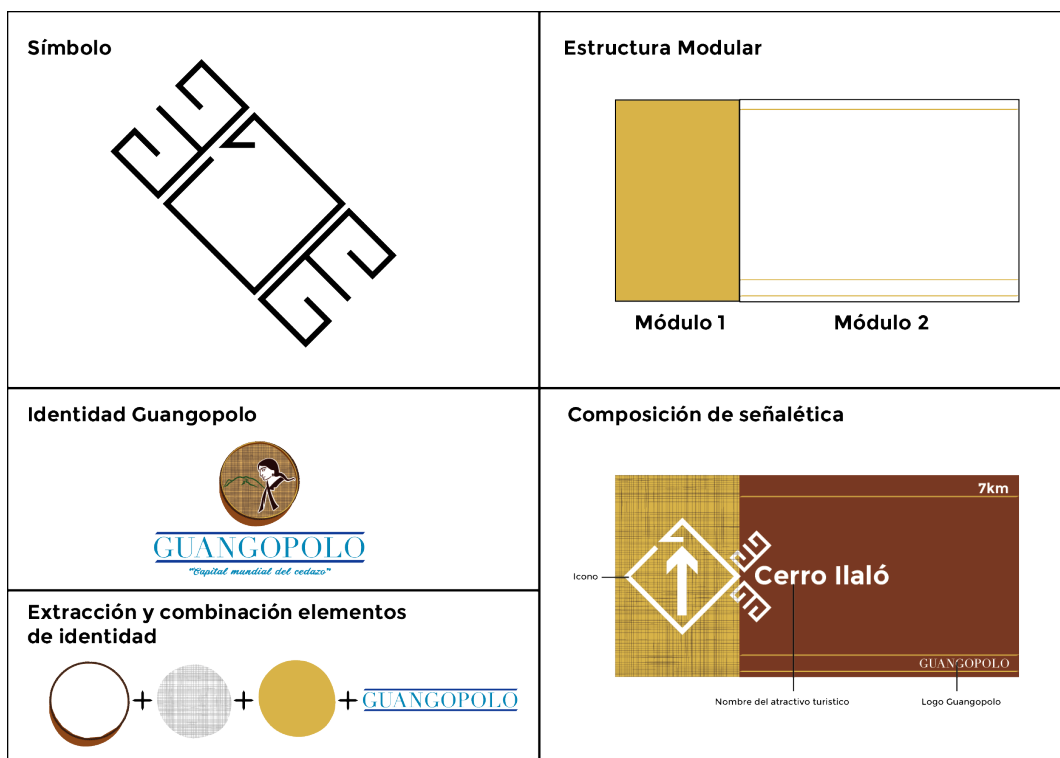 Símbolo
Estructura Modular
Módulo 1
Módulo 2
Identidad Guangopolo
GUANGOPOLO
"Capital mundial del cedazo"
Extracción y combinación elementos
de identidad
+ + + GUANGOPOLO
Composición de señalética
7km
Icono
Cerro Ilaló
GUANGOPOLO
Nombre del atractivo turistico
Logo Guangopolo